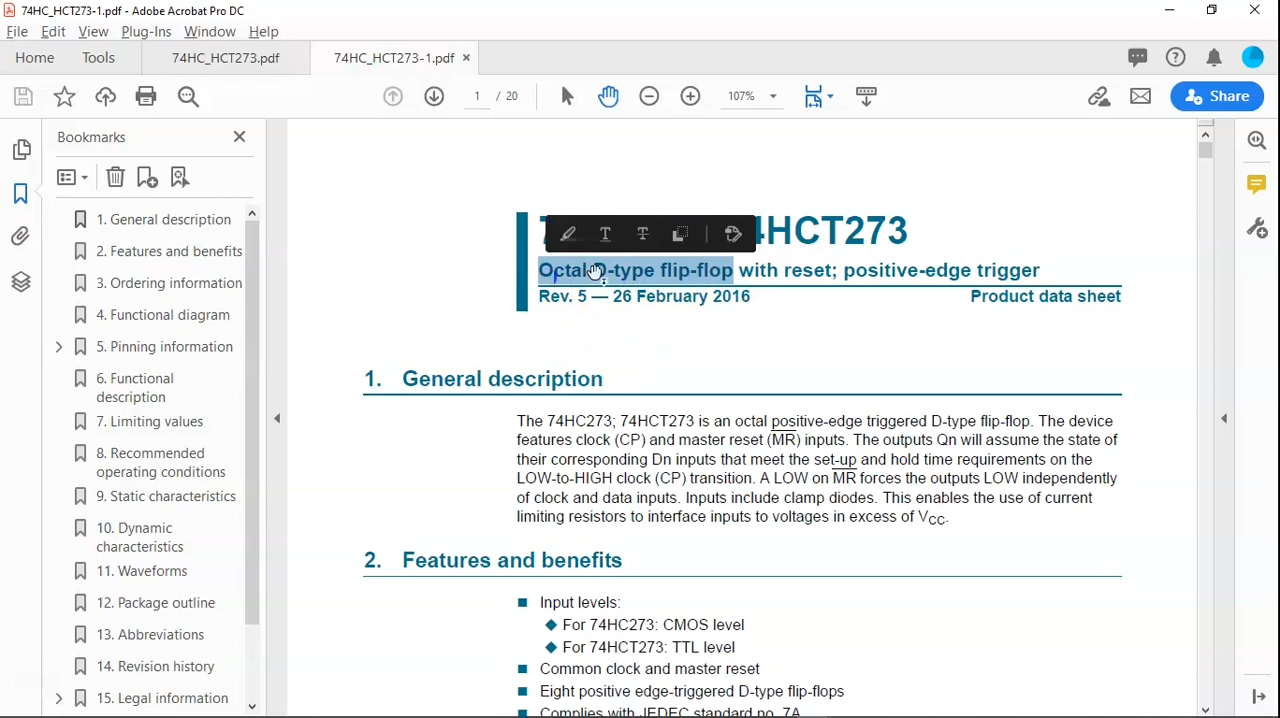 74HC_HCT273-1.pdf - Adobe Acrobat Pro DC
File Edit View Plug-Ins Window Help
Home Tools 74HC_HCT273.pdf 74HC_HCT273-1.pdf ×
1 / 20 107% Share
Bookmarks
1. General description
2. Features and benefits
3. Ordering information
4. Functional diagram
5. Pinning information
6. Functional
description
7. Limiting values
8. Recommended
operating conditions
9. Static characteristics
10. Dynamic
characteristics
11. Waveforms
12. Package outline
13. Abbreviations
14. Revision history
15. Legal information
4HCT273
Octal D-type flip-flop with reset; positive-edge trigger
Rev. 5 — 26 February 2016 Product data sheet
1. General description
The 74HC273; 74HCT273 is an octal positive-edge triggered D-type flip-flop. The device
features clock (CP) and master reset (MR) inputs. The outputs Qn will assume the state of
their corresponding Dn inputs that meet the set-up and hold time requirements on the
LOW-to-HIGH clock (CP) transition. A LOW on MR forces the outputs LOW independently
of clock and data inputs. Inputs include clamp diodes. This enables the use of current
limiting resistors to interface inputs to voltages in excess of VCC.
2. Features and benefits
■ Input levels:
◆ For 74HC273: CMOS level
◆ For 74HCT273: TTL level
■ Common clock and master reset
■ Eight positive edge-triggered D-type flip-flops
Complies with JEDEC standard no. 7A